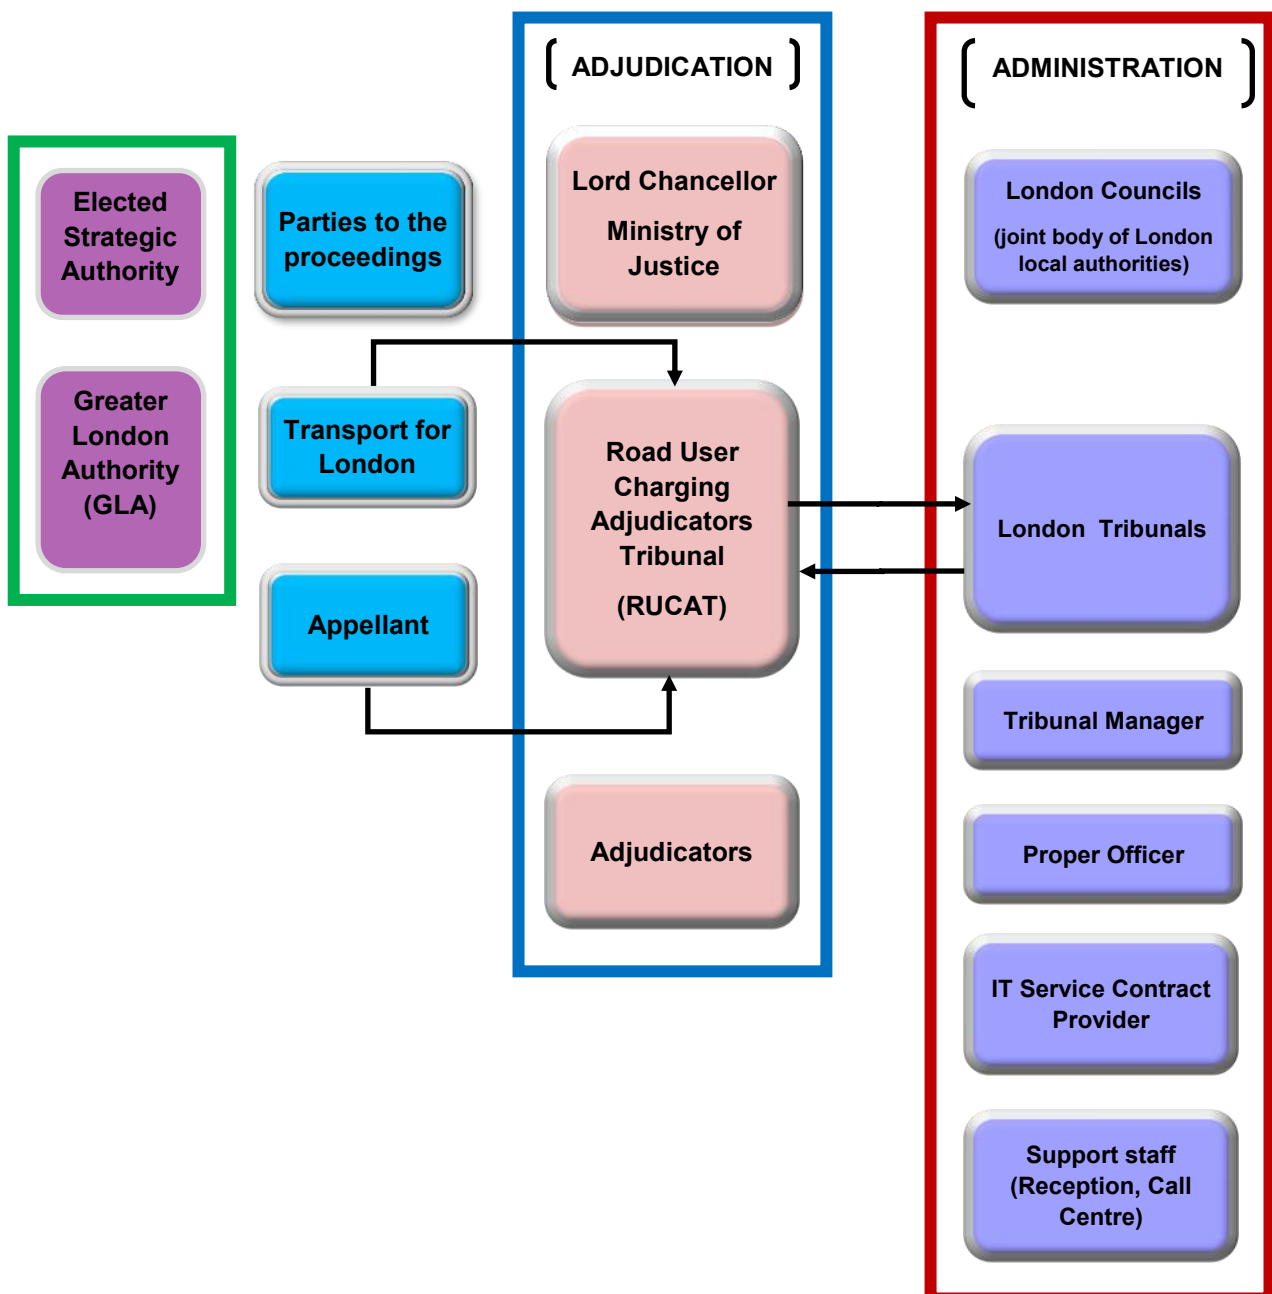 ADJUDICATION
ADMINISTRATION
Elected
Strategic
Authority
Greater
London
Authority
(GLA)
Parties to the
proceedings
Transport for
London
Appellant
Lord Chancellor
Ministry of
Justice
Road User
Charging
Adjudicators
Tribunal
(RUCAT)
Adjudicators
London Councils
(joint body of London
local authorities)
London Tribunals
Tribunal Manager
Proper Officer
IT Service Contract
Provider
Support staff
(Reception, Call
Centre)